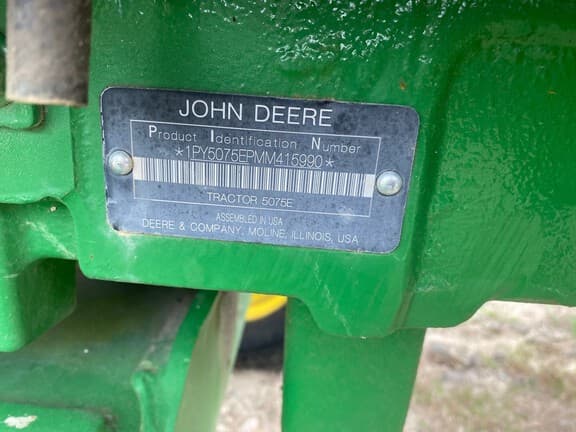 JOHN DEERE
Product Identification Number
*1PY5075EPMM415990*
TRACTOR 5075E
ASSEMBLED IN USA
DEERE & COMPANY, MOLINE, ILLINOIS, USA